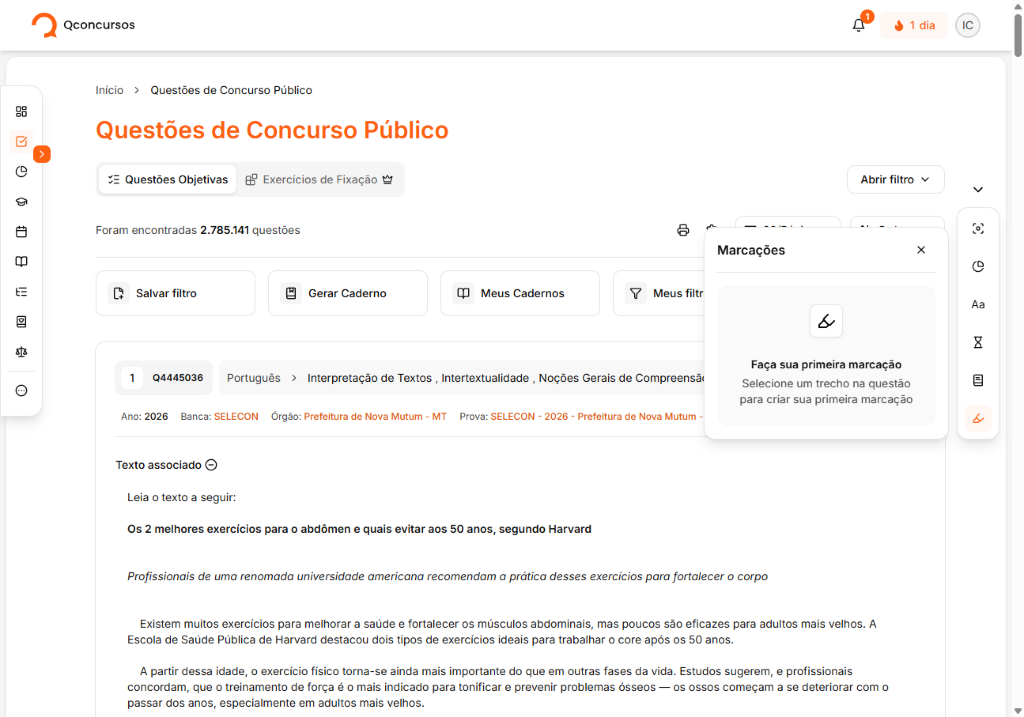 Qconcursos
1
1 dia
IC
Início > Questões de Concurso Público
Questões de Concurso Público
Questões Objetivas
Exercícios de Fixação
Abrir filtro
Foram encontradas 2.785.141 questões
Marcações
Salvar filtro
Gerar Caderno
Meus Cadernos
Meus filtr
Faça sua primeira marcação
Selecione um trecho na questão
para criar sua primeira marcação
Aa
1 Q4445036 Português > Interpretação de Textos , Intertextualidade , Noções Gerais de Compreensão
Ano: 2026 Banca: SELECON Órgão: Prefeitura de Nova Mutum - MT Prova: SELECON - 2026 - Prefeitura de Nova Mutum -
Texto associado
Leia o texto a seguir:
Os 2 melhores exercícios para o abdômen e quais evitar aos 50 anos, segundo Harvard
Profissionais de uma renomada universidade americana recomendam a prática desses exercícios para fortalecer o corpo
Existem muitos exercícios para melhorar a saúde e fortalecer os músculos abdominais, mas poucos são eficazes para adultos mais velhos. A
Escola de Saúde Pública de Harvard destacou dois tipos de exercícios ideais para trabalhar o core após os 50 anos.
A partir dessa idade, o exercício físico torna-se ainda mais importante do que em outras fases da vida. Estudos sugerem, e profissionais
concordam, que o treinamento de força é o mais indicado para tonificar e prevenir problemas ósseos — os ossos começam a se deteriorar com o
passar dos anos, especialmente em adultos mais velhos.